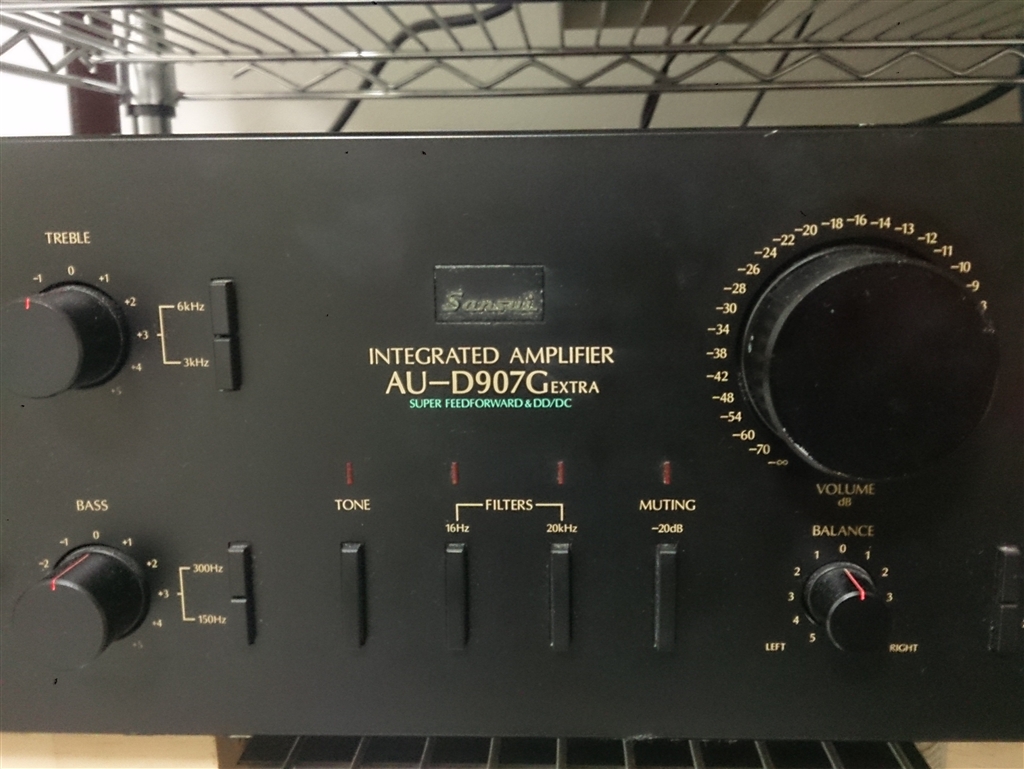 TREBLE
-1 0 +1
+2
+3
+4
+5
6kHz
3kHz
Sansui
INTEGRATED AMPLIFIER
AU-D907G EXTRA
SUPER FEEDFORWARD & DD/DC
-∞ -70 -60 -54 -48 -42 -38 -34 -30 -28 -26 -24 -22 -20 -18 -16 -14 -13 -12 -11 -10 -9
VOLUME
dB
BASS
-2 -1 0 +1 +2
+3
+4
+5
300Hz
150Hz
TONE
FILTERS
16Hz 20kHz
MUTING
-20dB
BALANCE
5 4 3 2 1 0 1 2 3
LEFT RIGHT